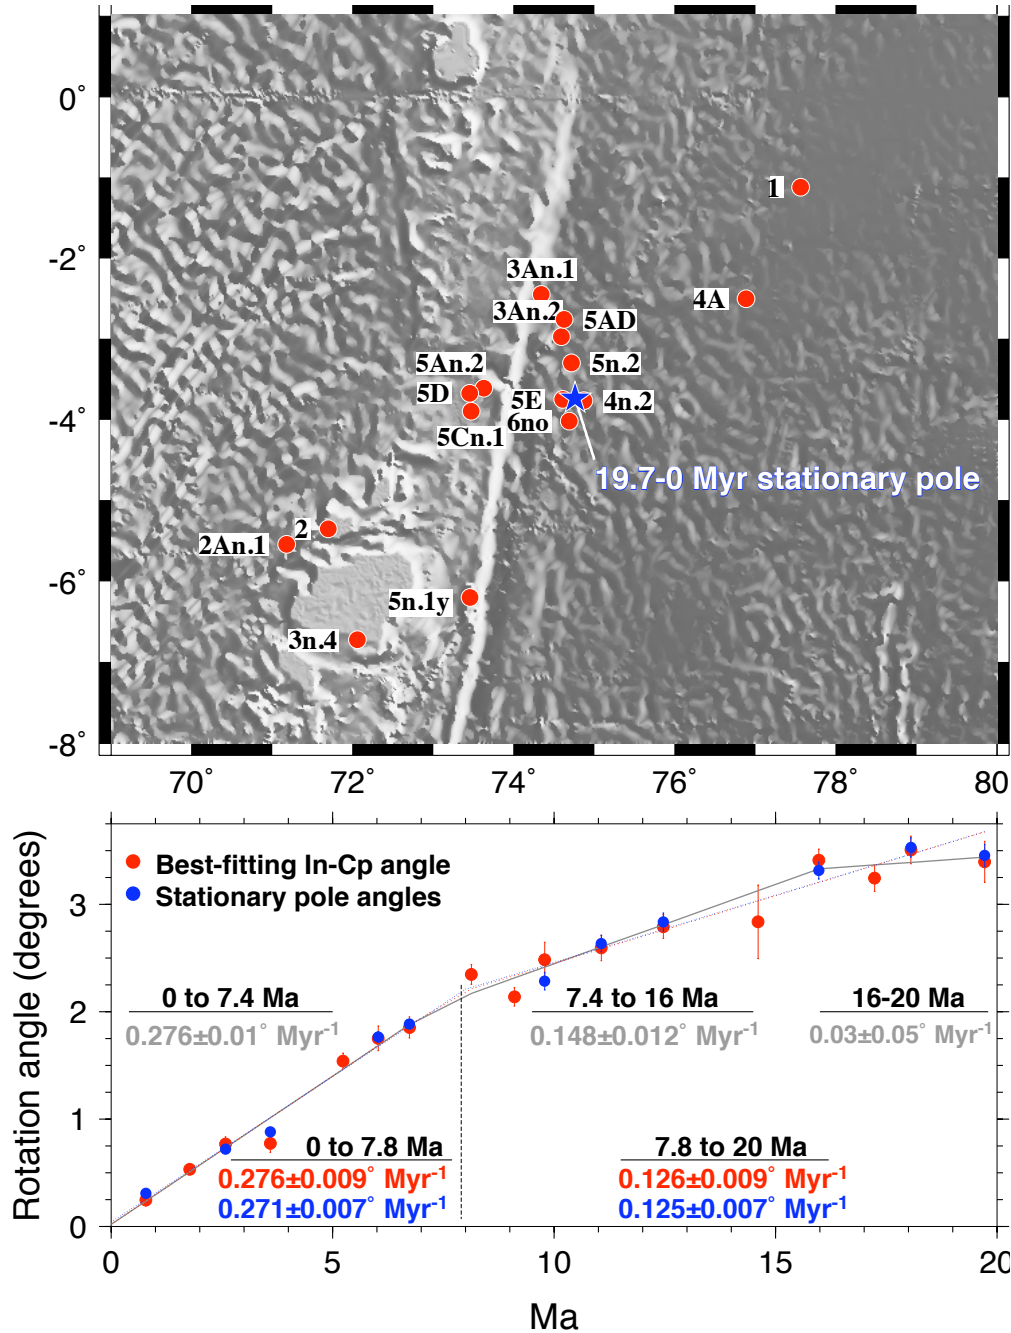 0°
1
-2°
3An.1
4A
3An.2
5AD
5An.2
5n.2
5D
5E
4n.2
-4°
5Cn.1
6no
19.7-0 Myr stationary pole
2
2An.1
-6°
5n.1y
3n.4
-8°
70° 72° 74° 76° 78° 80
Rotation angle (degrees)
Best-fitting In-Cp angle
Stationary pole angles
3
2
1
0
0 to 7.4 Ma
0.276±0.01° Myr-1
7.4 to 16 Ma
0.148±0.012° Myr-1
16-20 Ma
0.03±0.05° Myr-1
0 to 7.8 Ma
0.276±0.009° Myr-1
0.271±0.007° Myr-1
7.8 to 20 Ma
0.126±0.009° Myr-1
0.125±0.007° Myr-1
0 5 10 15 20
Ma